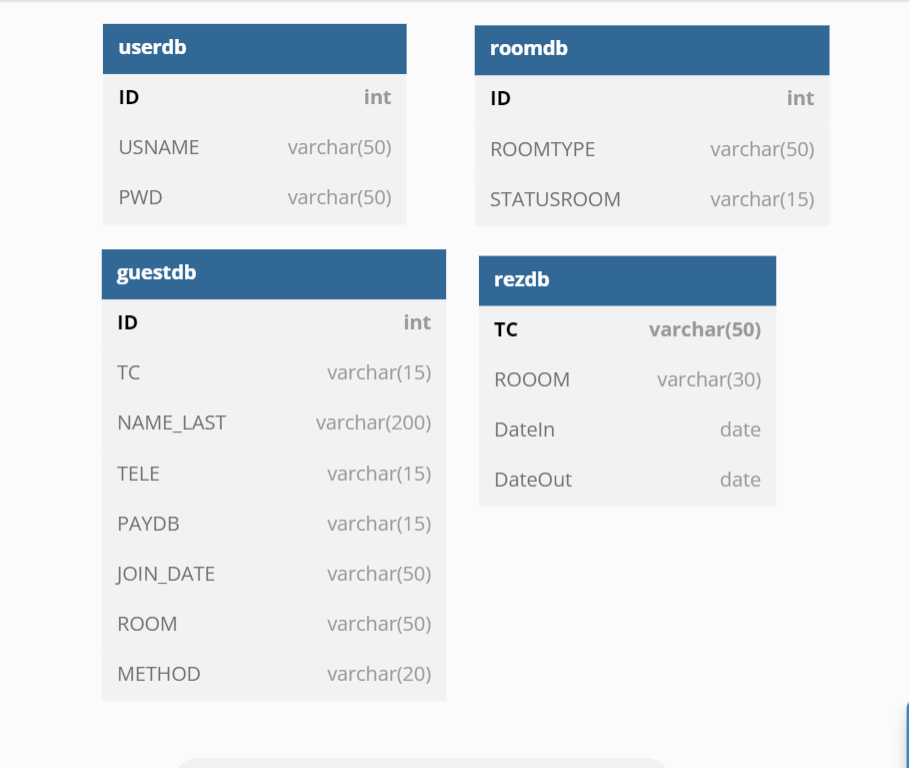 userdb
ID int
USNAME varchar(50)
PWD varchar(50)
roomdb
ID int
ROOMTYPE varchar(50)
STATUSROOM varchar(15)
guestdb
ID int
TC varchar(15)
NAME_LAST varchar(200)
TELE varchar(15)
PAYDB varchar(15)
JOIN_DATE varchar(50)
ROOM varchar(50)
METHOD varchar(20)
rezdb
TC varchar(50)
ROOOM varchar(30)
DateIn date
DateOut date